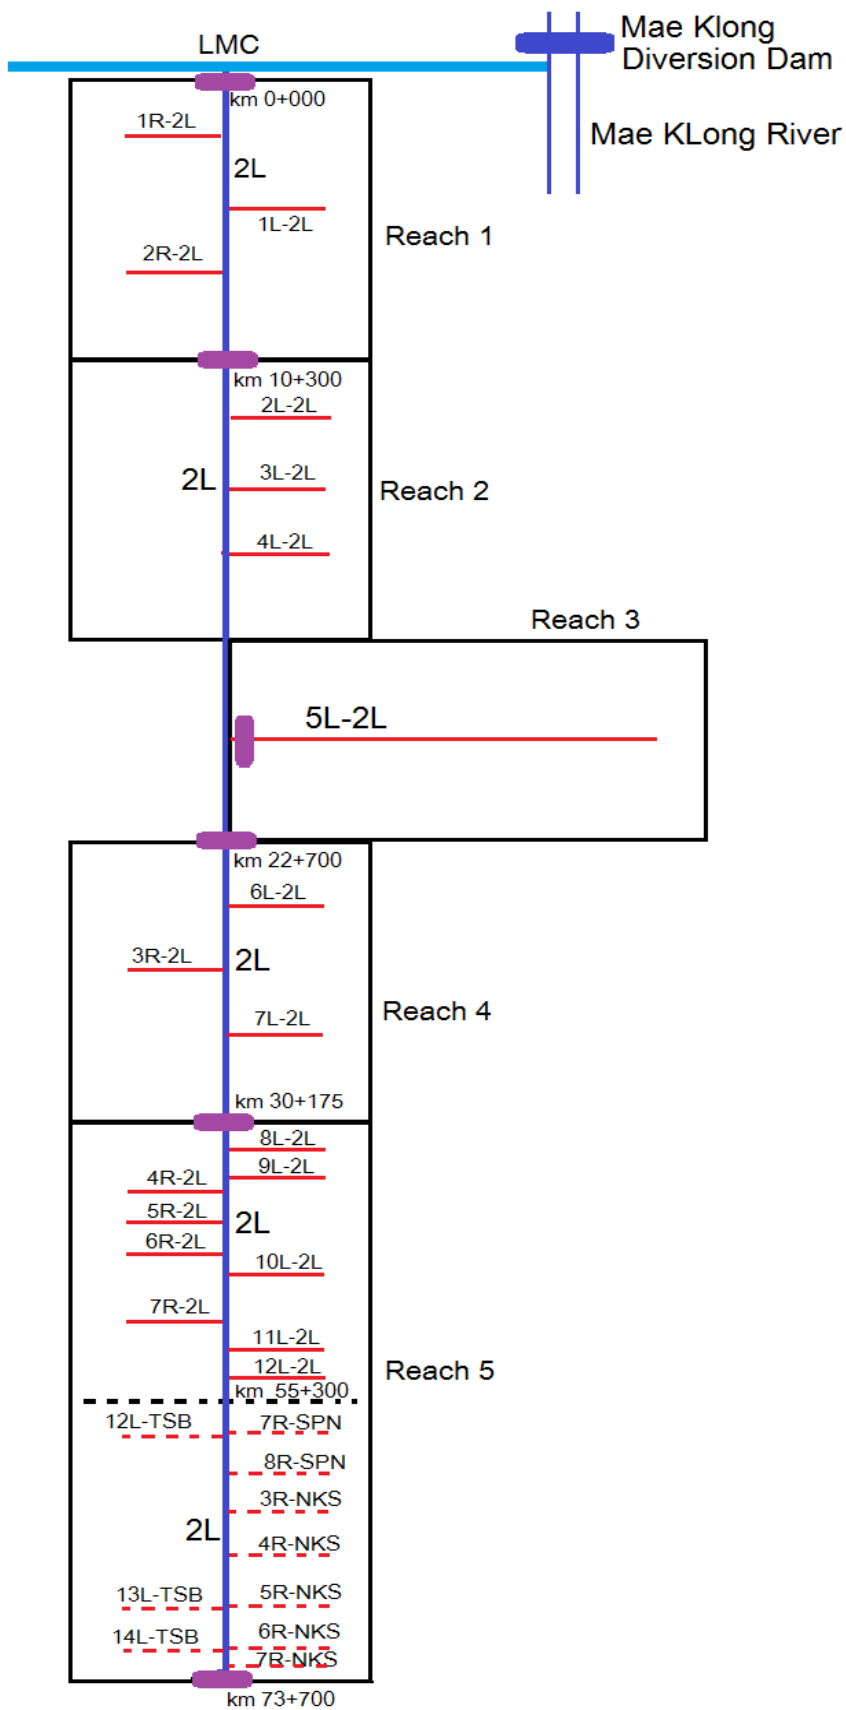 LMC
Mae Klong
Diversion Dam
km 0+000
1R-2L
Mae KLong River
2L
1L-2L
Reach 1
2R-2L
km 10+300
2L-2L
3L-2L
2L
Reach 2
4L-2L
Reach 3
5L-2L
km 22+700
6L-2L
3R-2L
2L
Reach 4
7L-2L
km 30+175
8L-2L
9L-2L
4R-2L
5R-2L
2L
6R-2L
10L-2L
7R-2L
11L-2L
12L-2L
Reach 5
km 55+300
12L-TSB
7R-SPN
8R-SPN
3R-NKS
2L
4R-NKS
13L-TSB
5R-NKS
14L-TSB
6R-NKS
7R-NKS
km 73+700